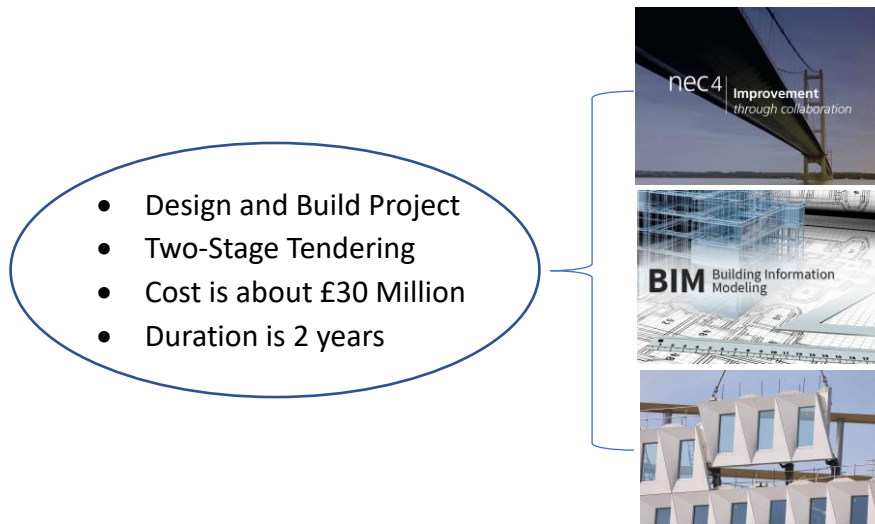 • Design and Build Project
• Two-Stage Tendering
• Cost is about £30 Million
• Duration is 2 years
nec4 Improvement
through collaboration
BIM Building Information
Modeling